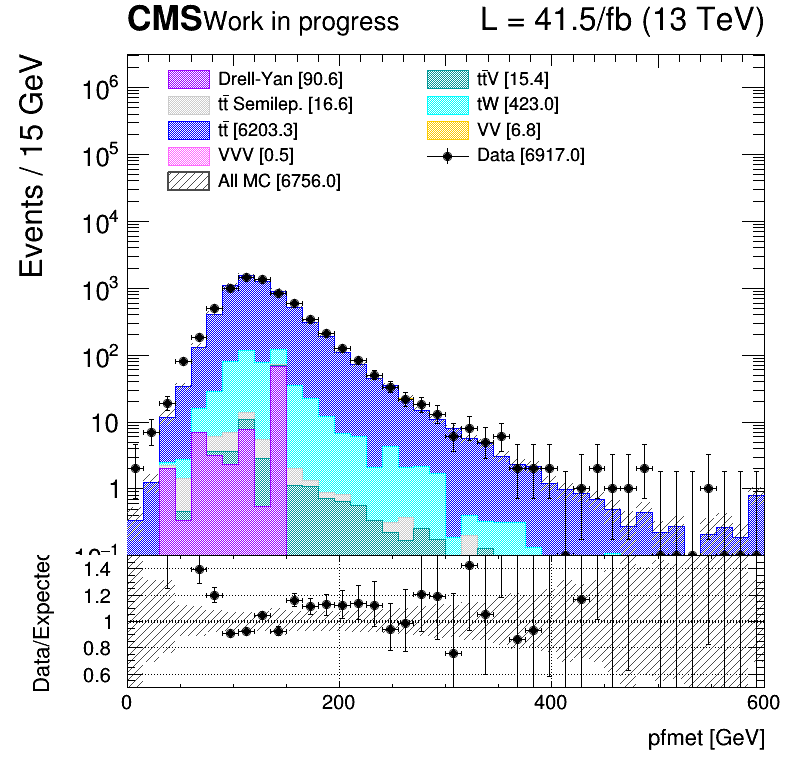 CMS Work in progress L = 41.5/fb (13 TeV)
Events / 15 GeV
Drell-Yan [90.6]
tt̄ Semilep. [16.6]
tt̄ [6203.3]
VVV [0.5]
All MC [6756.0]
tt̄V [15.4]
tW [423.0]
VV [6.8]
Data [6917.0]
10⁶
10⁵
10⁴
10³
10²
10
1
10⁻¹
Data/Expected
1.4
1.2
1
0.8
0.6
0 200 400 600
pfmet [GeV]